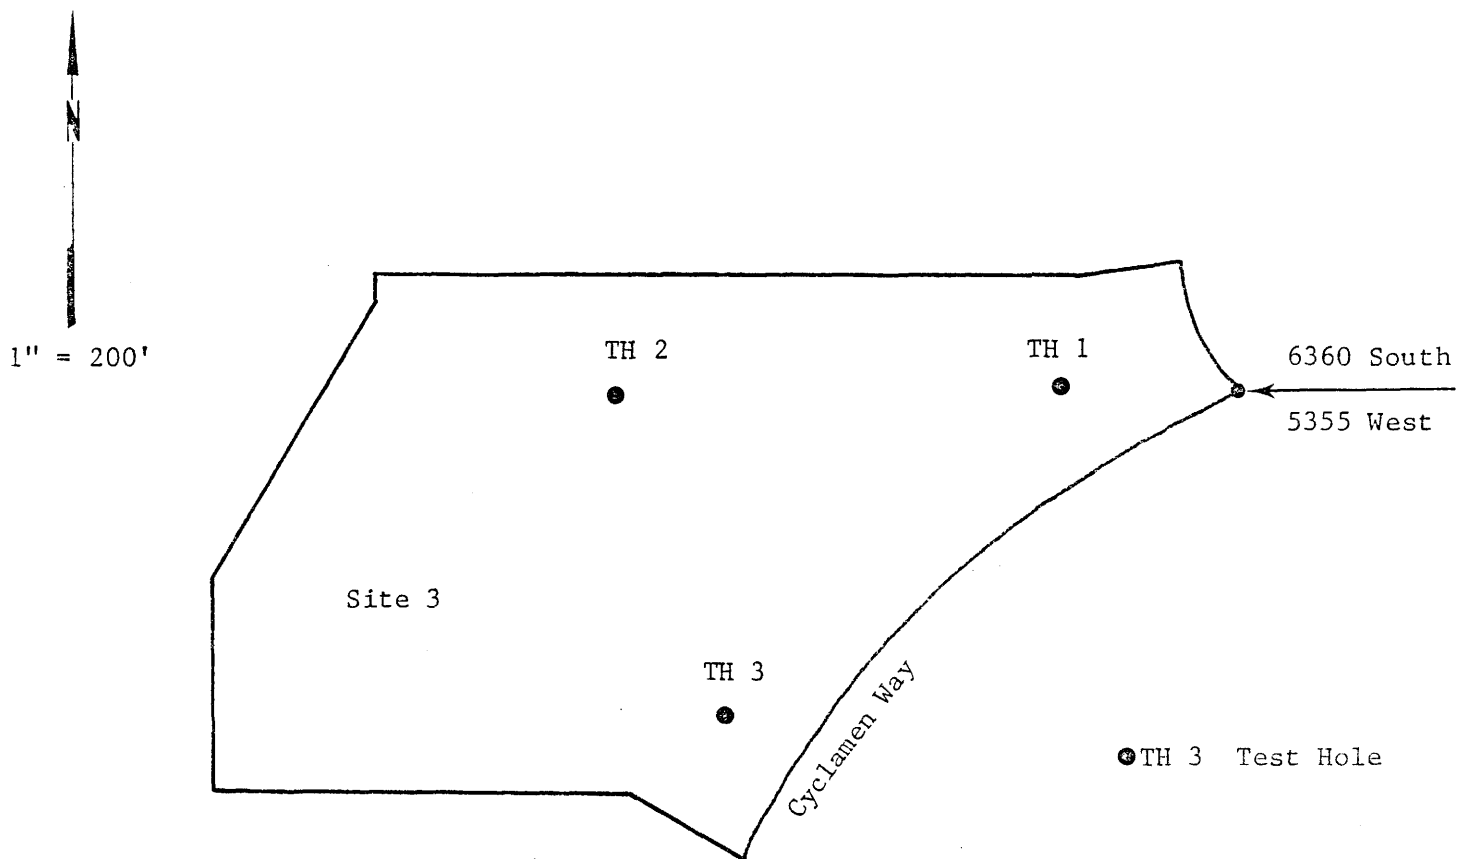 N
1" = 200'
TH 2
TH 1
6360 South
5355 West
Site 3
TH 3
Cyclamen Way
TH 3 Test Hole